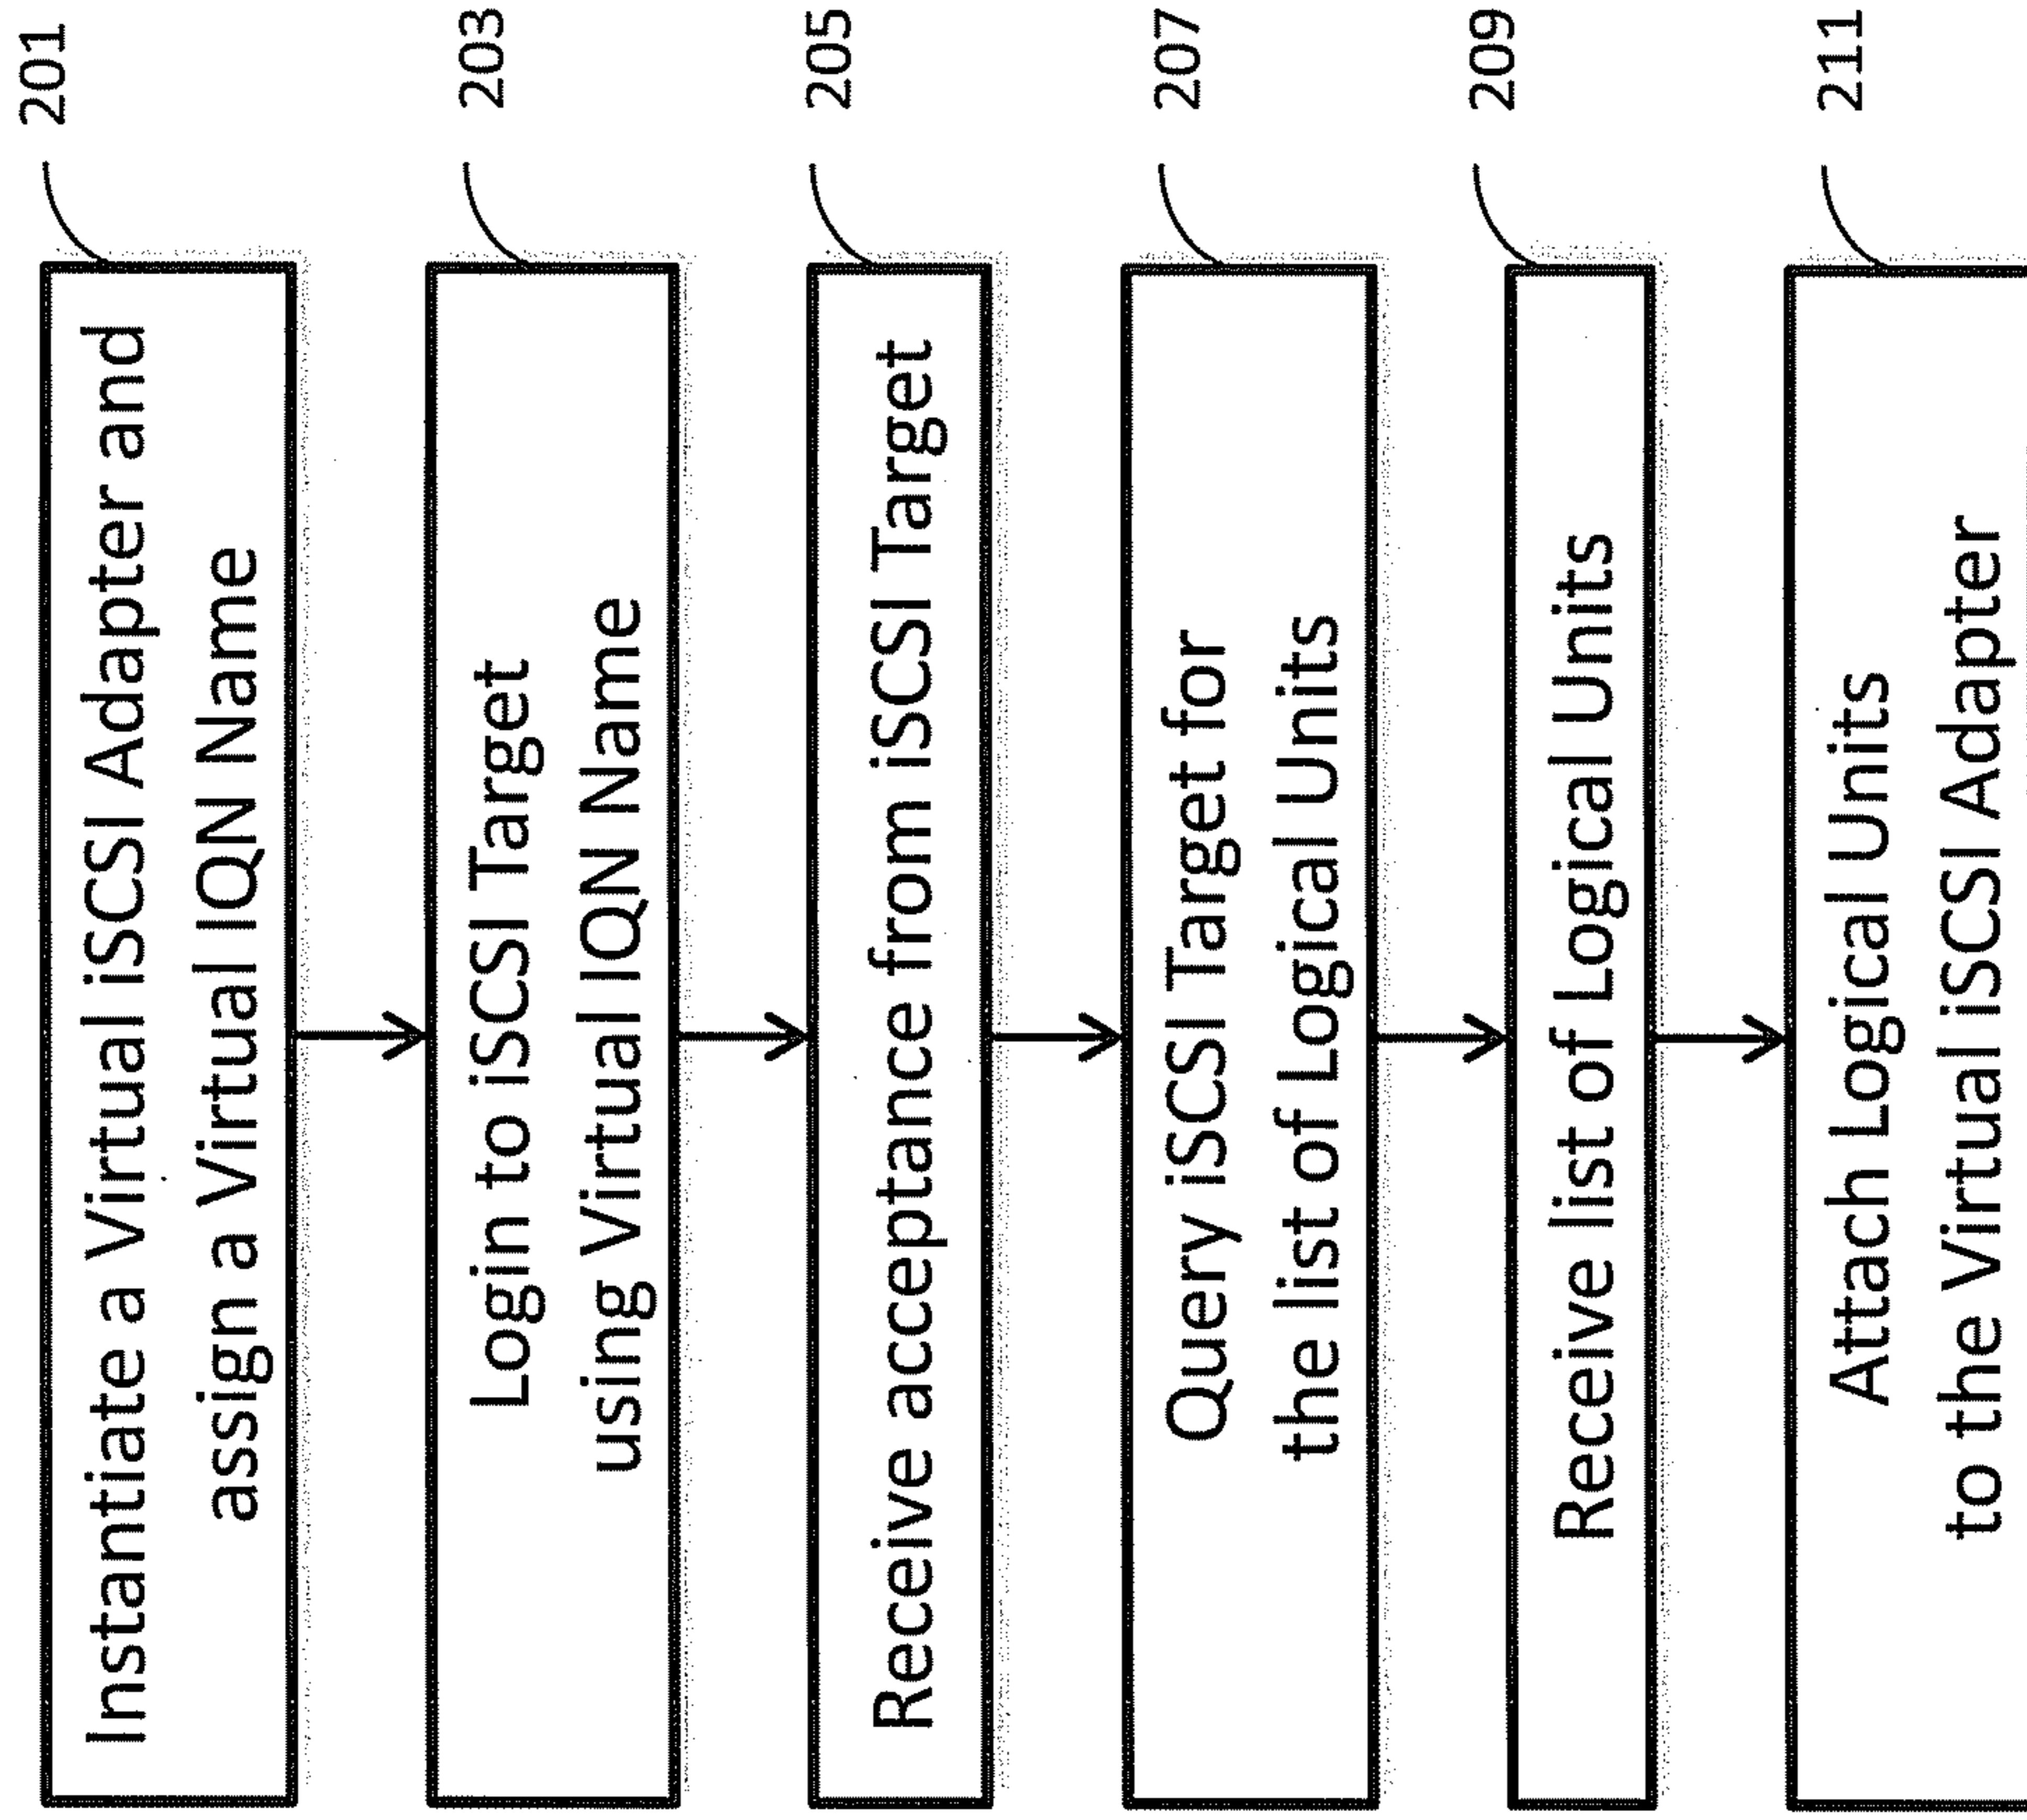 Instantiate a Virtual iSCSI Adapter and
assign a Virtual IQN Name
201
Login to iSCSI Target
using Virtual IQN Name
203
Receive acceptance from iSCSI Target
205
Query iSCSI Target for
the list of Logical Units
207
Receive list of Logical Units
209
Attach Logical Units
to the Virtual iSCSI Adapter
211